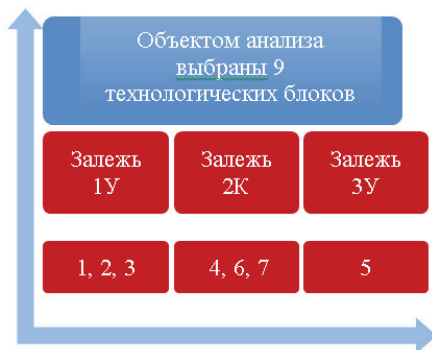 Объектом анализа
выбраны 9
технологических блоков
Залежь 1У
Залежь 2К
Залежь 3У
1, 2, 3
4, 6, 7
5